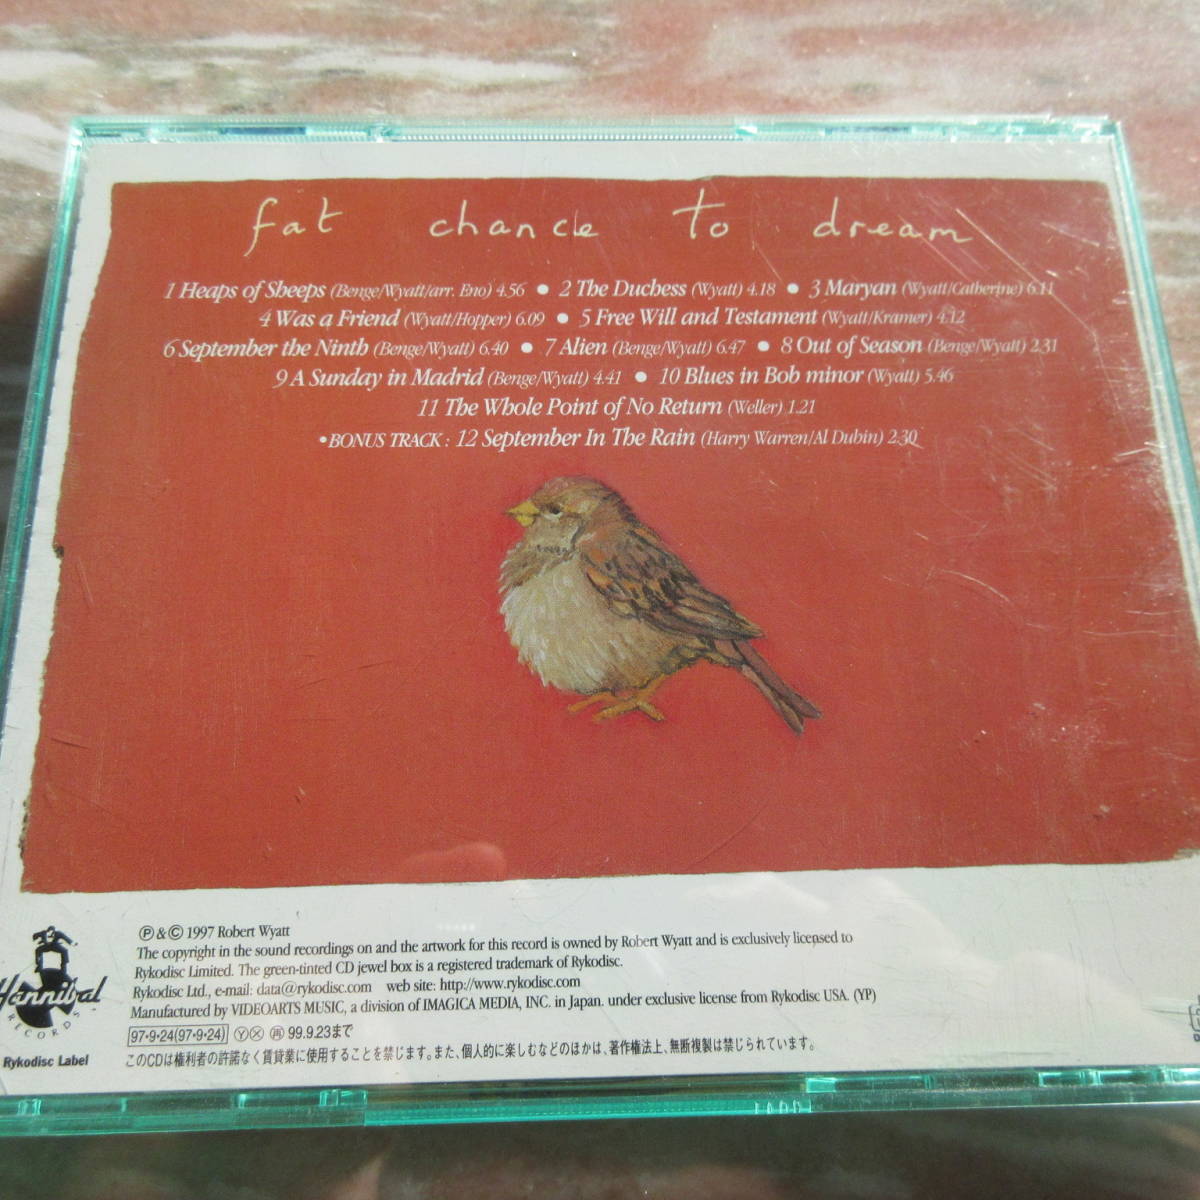 fat chance to dream
1 Heaps of Sheeps (Benge/Wyatt/arr. Eno) 4.56 • 2 The Duchess (Wyatt) 4.18 • 3 Maryan (Wyatt/Catherine) 6.11
4 Was a Friend (Wyatt/Hopper) 6.09 • 5 Free Will and Testament (Wyatt/Kramer) 4.12
6 September the Ninth (Benge/Wyatt) 6.40 • 7 Alien (Benge/Wyatt) 6.47 • 8 Out of Season (Benge/Wyatt) 2.31
9 A Sunday in Madrid (Benge/Wyatt) 4.41 • 10 Blues in Bob minor (Wyatt) 5.46
11 The Whole Point of No Return (Weller) 1.21
• BONUS TRACK : 12 September In The Rain (Harry Warren/Al Dubin) 2.30
Ⓟ & © 1997 Robert Wyatt
The copyright in the sound recordings on and the artwork for this record is owned by Robert Wyatt and is exclusively licensed to
Rykodisc Limited. The green-tinted CD jewel box is a registered trademark of Rykodisc.
Rykodisc Ltd., e-mail: data@rykodisc.com web site: http://www.rykodisc.com
Manufactured by VIDEOARTS MUSIC, a division of IMAGICA MEDIA, INC. in Japan. under exclusive license from Rykodisc USA. (YP)
97•9•24(97•9•24) Ⓨ Ⓧ ㊢ 99.9.23まで
このCDは権利者の許諾なく賃貸業に使用することを禁じます。また、個人的に楽しむなどのほかは、著作権法上、無断複製は禁じられています。
Hannibal
RECORDS
Rykodisc Label